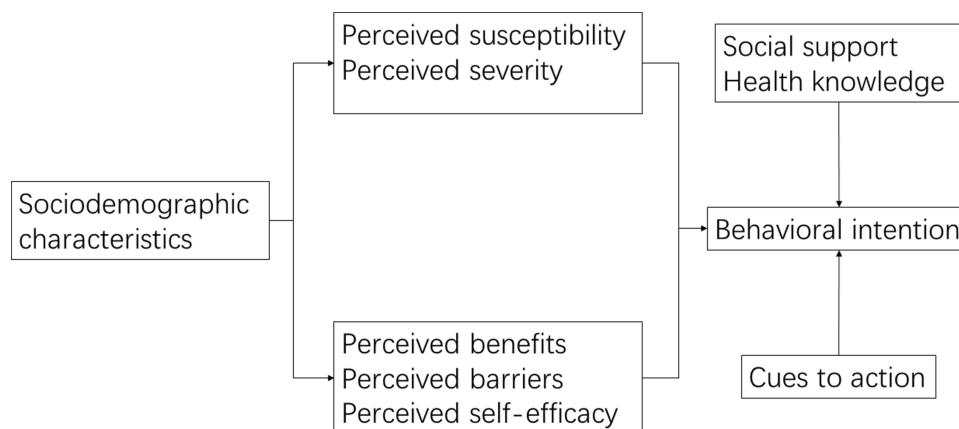 Perceived susceptibility
Perceived severity
Social support
Health knowledge
Sociodemographic
characteristics
Behavioral intention
Perceived benefits
Perceived barriers
Perceived self-efficacy
Cues to action